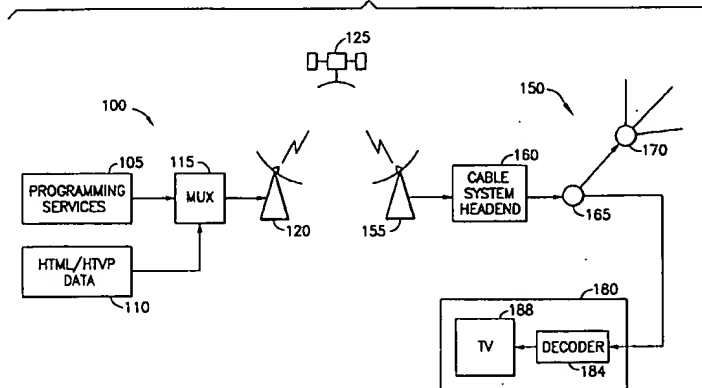 125
100
150
170
105
PROGRAMMING
SERVICES
115
MUX
120
155
160
CABLE
SYSTEM
HEADEND
165
HTML/HTVP
DATA
110
180
188
TV
DECODER
184